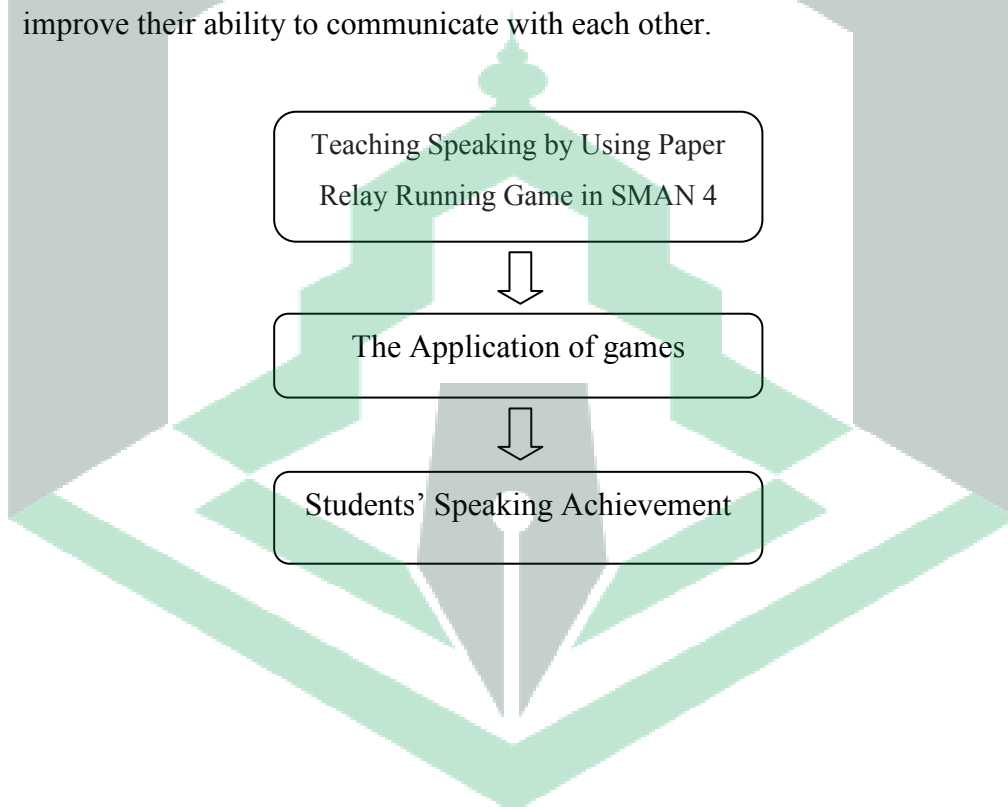 improve their ability to communicate with each other.
Teaching Speaking by Using Paper
Relay Running Game in SMAN 4
The Application of games
Students’ Speaking Achievement